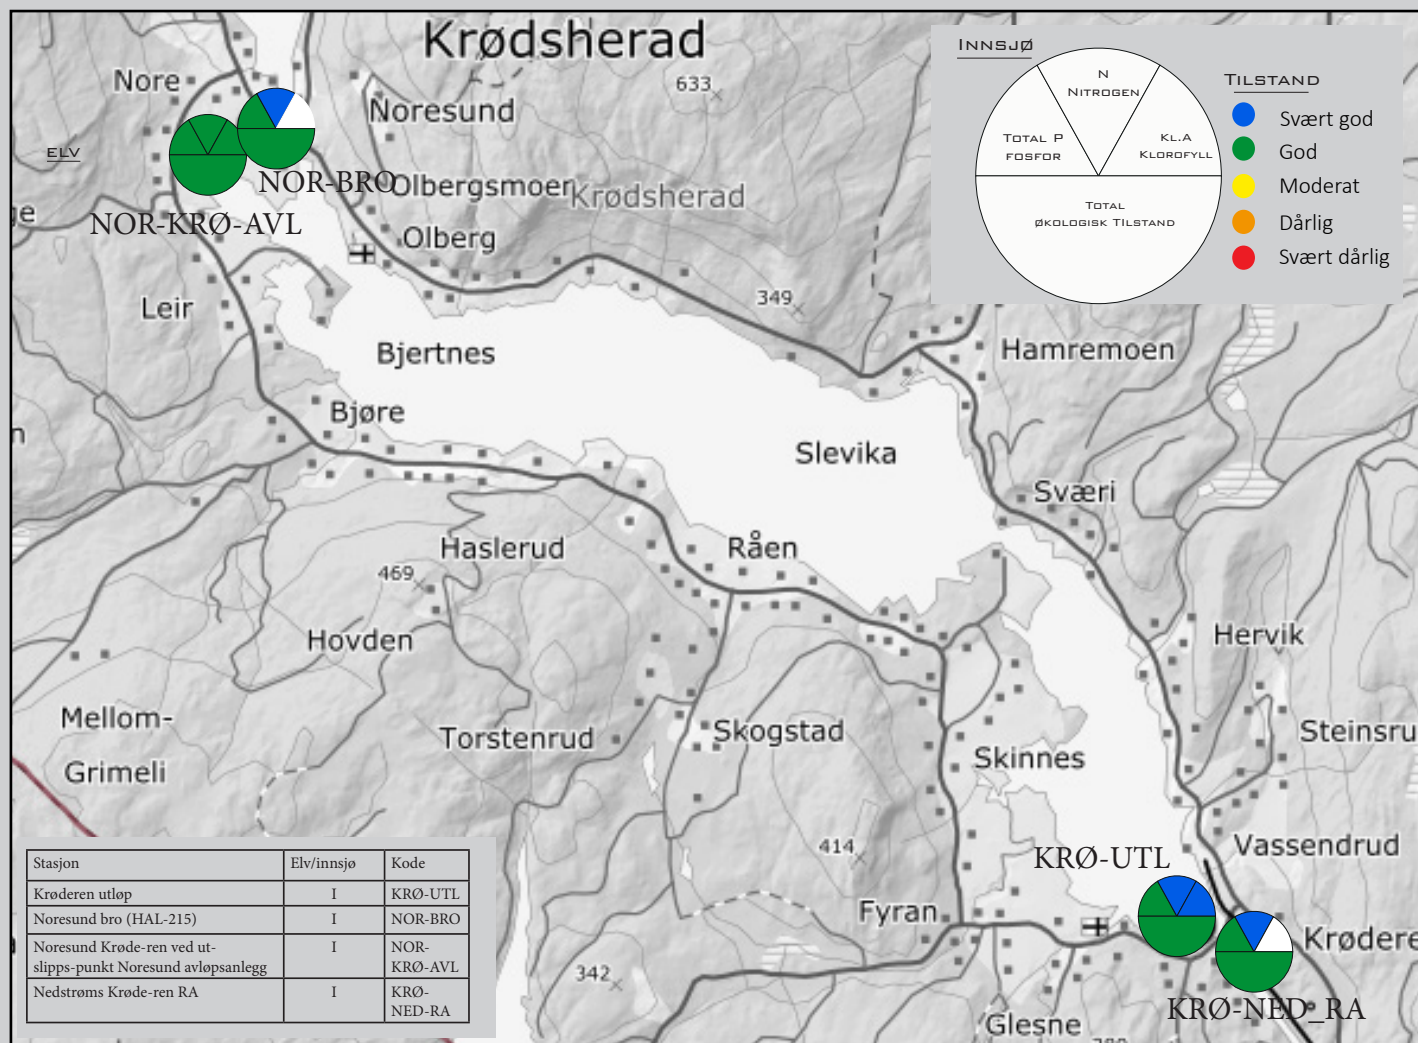 Krødsherad
Nore
Noresund
633
ELV
NOR-BRO
Olbergsmoen
Krødsherad
NOR-KRØ-AVL
Olberg
Leir
349
Bjertnes
Hamremoen
Bjøre
Slevika
Sværi
Haslerud
Råen
469
Hovden
Hervik
Mellom-
Grimeli
Torstenrud
Skogstad
Skinnes
Steinsru
414
KRØ-UTL
Vassendrud
Fyran
Krødere
342
KRØ-NED_RA
Glesne
INNSJØ
N
NITROGEN
TOTAL P
FOSFOR
KL.A
KLOROFYLL
TOTAL
ØKOLOGISK TILSTAND
TILSTAND
Svært god
God
Moderat
Dårlig
Svært dårlig
Stasjon Elv/innsjø Kode
Krøderen utløp I KRØ-UTL
Noresund bro (HAL-215) I NOR-BRO
Noresund Krøde-ren ved ut- I NOR-
slipps-punkt Noresund avløpsanlegg KRØ-AVL
Nedstrøms Krøde-ren RA I KRØ-
NED-RA